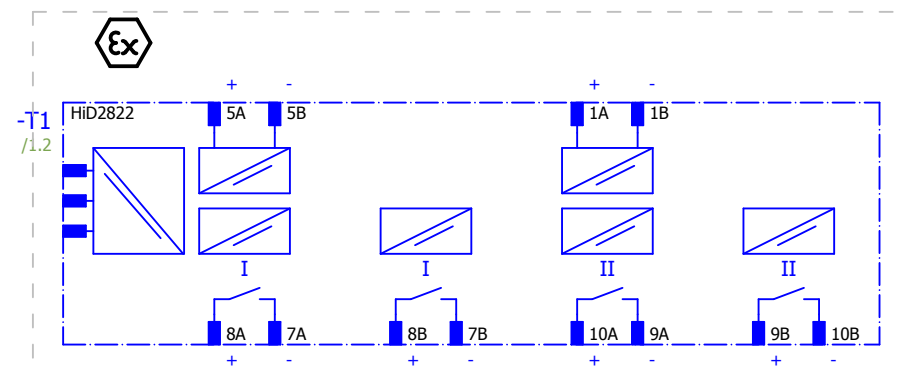 Ex
+ - + -
-T1 HiD2822 5A 5B 1A 1B
/1.2
I I II II
8A 7A 8B 7B 10A 9A 9B 10B
+ - + - + - + -